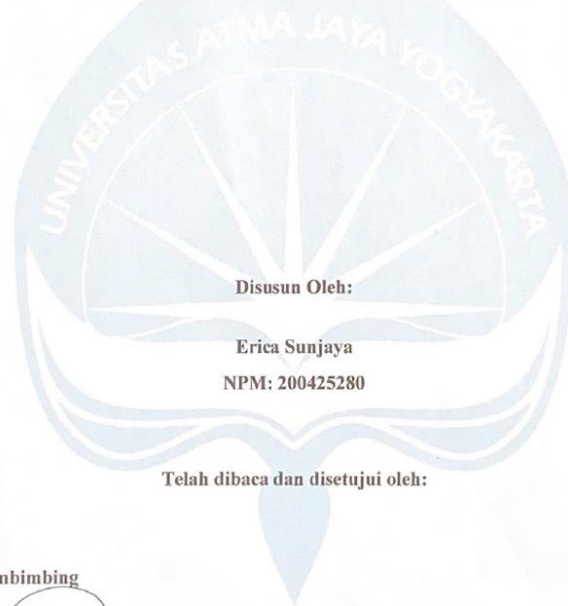 UNIVERSITAS ATMA JAYA YOGYAKARTA
Disusun Oleh:
Erica Sunjaya
NPM: 200425280
Telah dibaca dan disetujui oleh:
nbimbing